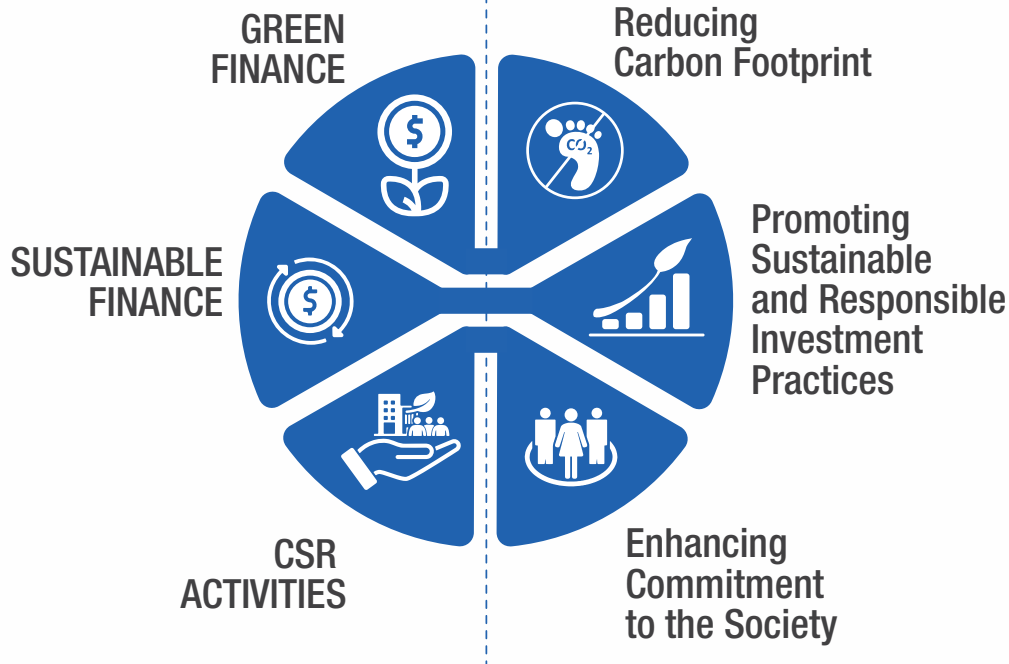 GREEN
FINANCE
Reducing
Carbon Footprint
$
CO2
SUSTAINABLE
FINANCE
$
Promoting
Sustainable
and Responsible
Investment
Practices
CSR
ACTIVITIES
Enhancing
Commitment
to the Society